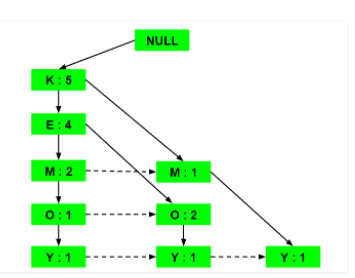 NULL
K : 5
E : 4
M : 2
M : 1
O : 1
O : 2
Y : 1
Y : 1
Y : 1